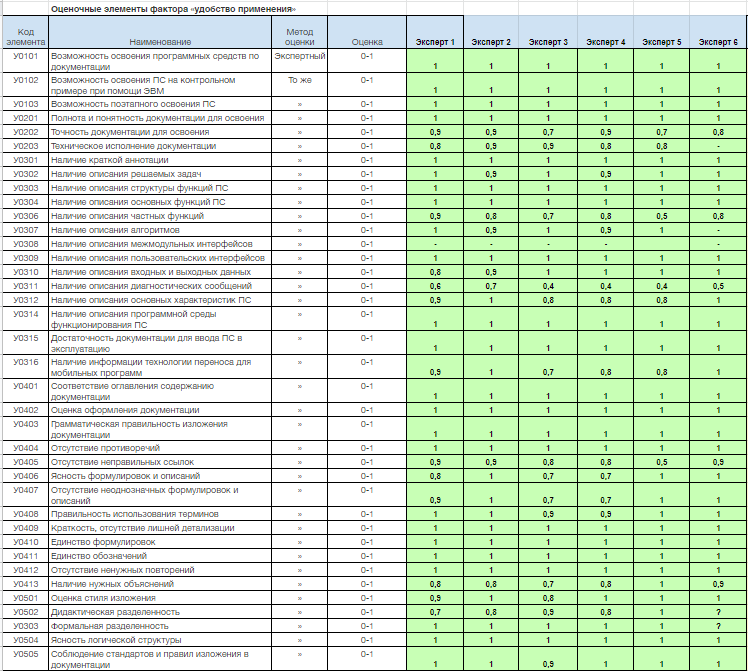 Оценочные элементы фактора «удобство применения»
Код элемента Наименование Метод оценки Оценка Эксперт 1 Эксперт 2 Эксперт 3 Эксперт 4 Эксперт 5 Эксперт 6
У0101 Возможность освоения программных средств по документации Экспертный 0-1 1 1 1 1 1 1
У0102 Возможность освоения ПС на контрольном примере при помощи ЭВМ То же 0-1 1 1 1 1 1 1
У0103 Возможность поэтапного освоения ПС » 0-1 1 1 1 1 1 1
У0201 Полнота и понятность документации для освоения » 0-1 1 1 1 1 1 1
У0202 Точность документации для освоения » 0-1 0,9 0,9 0,7 0,9 0,7 0,8
У0203 Техническое исполнение документации » 0-1 0,8 0,9 0,9 0,8 0,8 -
У0301 Наличие краткой аннотации » 0-1 1 1 1 1 1 1
У0302 Наличие описания решаемых задач » 0-1 1 0,9 1 0,9 1 1
У0303 Наличие описания структуры функций ПС » 0-1 1 1 1 1 1 1
У0304 Наличие описания основных функций ПС » 0-1 1 1 1 1 1 1
У0306 Наличие описания частных функций » 0-1 0,9 0,8 0,7 0,8 0,5 0,8
У0307 Наличие описания алгоритмов » 0-1 1 0,9 1 0,9 1 -
У0308 Наличие описания межмодульных интерфейсов » 0-1 - - - - -
У0309 Наличие описания пользовательских интерфейсов » 0-1 1 1 1 1 1 1
У0310 Наличие описания входных и выходных данных » 0-1 0,8 0,9 1 1 1 1
У0311 Наличие описания диагностических сообщений » 0-1 0,6 0,7 0,4 0,4 0,4 0,5
У0312 Наличие описания основных характеристик ПС » 0-1 0,9 1 0,8 0,8 0,8 1
У0314 Наличие описания программной среды функционирования ПС » 0-1 1 1 1 1 1 1
У0315 Достаточность документации для ввода ПС в эксплуатацию » 0-1 1 1 1 1 1 1
У0316 Наличие информации технологии переноса для мобильных программ » 0-1 0,9 1 0,7 0,8 0,8 1
У0401 Соответствие оглавления содержанию документации » 0-1 1 1 1 1 1 1
У0402 Оценка оформления документации » 0-1 1 1 1 1 1 1
У0403 Грамматическая правильность изложения документации » 0-1 1 1 1 1 1 1
У0404 Отсутствие противоречий » 0-1 1 1 1 1 1 1
У0405 Отсутствие неправильных ссылок » 0-1 0,9 0,9 0,8 0,8 0,5 0,9
У0406 Ясность формулировок и описаний » 0-1 0,8 1 0,7 0,7 1 1
У0407 Отсутствие неоднозначных формулировок и описаний » 0-1 0,9 1 0,7 0,7 1 1
У0408 Правильность использования терминов » 0-1 1 1 0,9 0,9 1 1
У0409 Краткость, отсутствие лишней детализации » 0-1 1 1 1 1 1 1
У0410 Единство формулировок » 0-1 1 1 1 1 1 1
У0411 Единство обозначений » 0-1 1 1 1 1 1 1
У0412 Отсутствие ненужных повторений » 0-1 1 1 1 1 1 1
У0413 Наличие нужных объяснений » 0-1 0,8 0,8 0,7 0,8 1 0,9
У0501 Оценка стиля изложения » 0-1 0,9 1 0,8 1 1 1
У0502 Дидактическая разделенность » 0-1 0,7 0,8 0,9 0,8 1 ?
У0303 Формальная разделенность » 0-1 1 1 1 1 1 ?
У0504 Ясность логической структуры » 0-1 1 1 1 1 1 1
У0505 Соблюдение стандартов и правил изложения в документации » 0-1 1 1 0,9 1 1 1